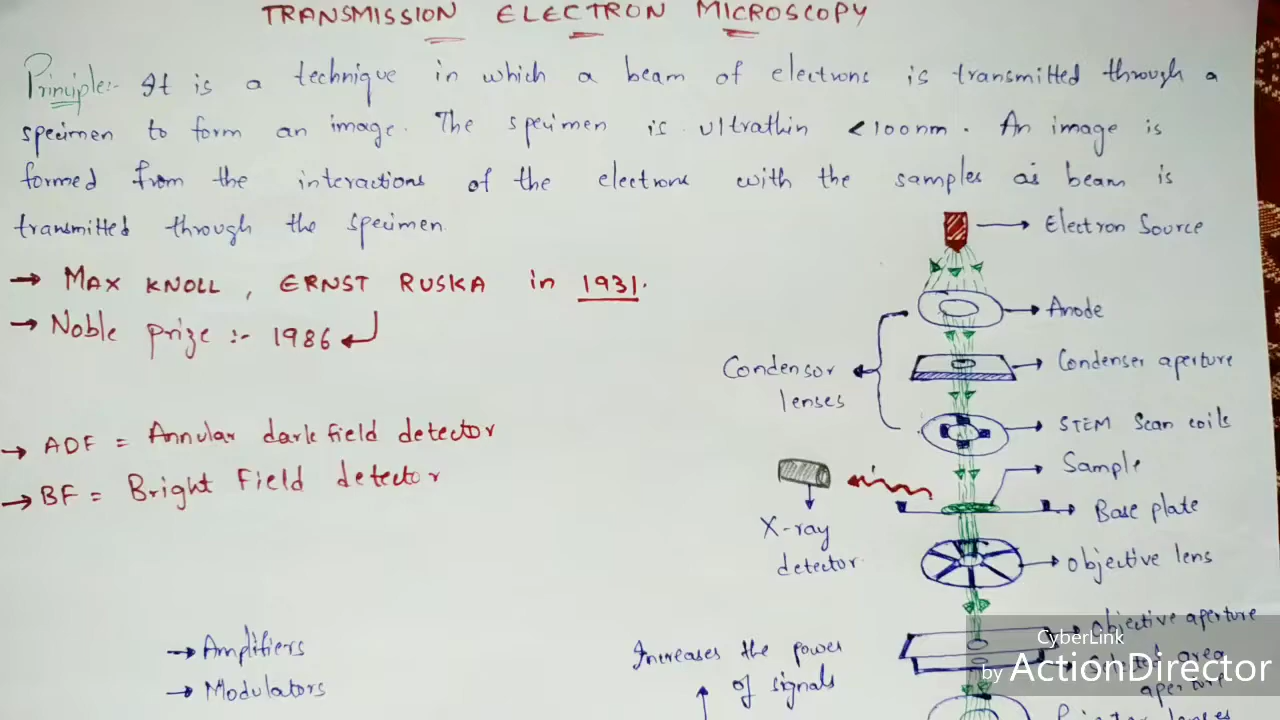 TRANSMISSION ELECTRON MICROSCOPY
Principle:- It is a technique in which a beam of electrons is transmitted through a
specimen to form an image. The specimen is ultrathin <100nm. An image is
formed from the interactions of the electrons with the samples as beam is
transmitted through the specimen.
→ MAX KNOLL, ERNST RUSKA in 1931.
→ Noble prize :- 1986
→ ADF = Annular dark field detector
→ BF = Bright Field detector
→ Amplifiers
→ Modulators
Electron Source
Anode
Condensor
lenses
Condenser aperture
STEM Scan coils
Sample
Base plate
X-ray
detector
Objective lens
Increases the power
of signals
Objective aperture
Selected area
aperture
lenses
CyberLink
by ActionDirector